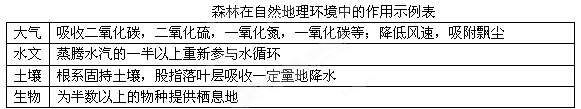 森林在自然地理环境中的作用示例表
大气 吸收二氧化碳，二氧化硫，一氧化氮，一氧化碳等；降低风速，吸附飘尘
水文 蒸腾水汽的一半以上重新参与水循环
土壤 根系固持土壤，股指落叶层吸收一定量地降水
生物 为半数以上的物种提供栖息地